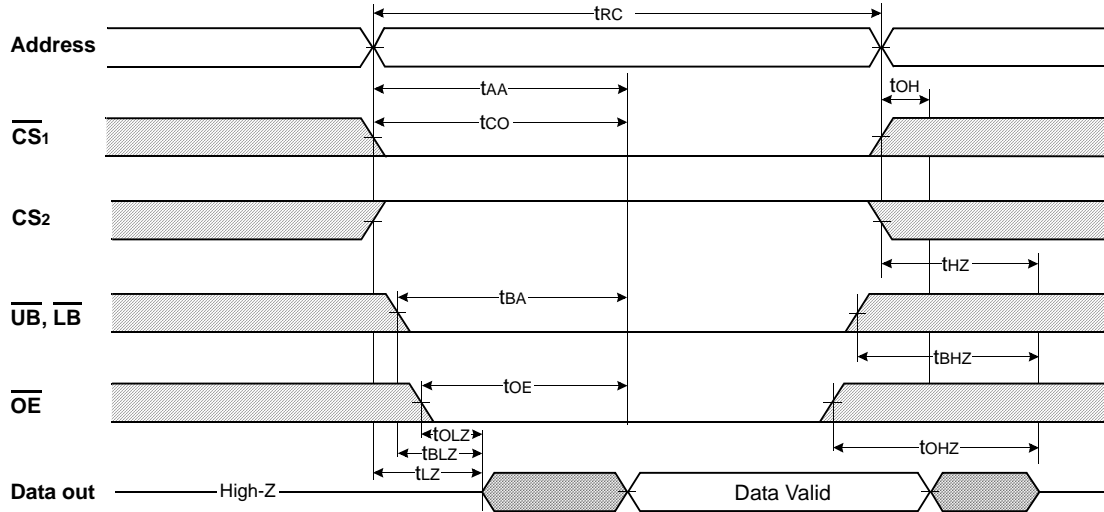 tRC
Address
tAA
tOH
tCO
CS1
CS2
tHZ
tBA
UB, LB
tBHZ
tOE
OE
tOLZ
tOHZ
tBLZ
tLZ
Data out
High-Z
Data Valid